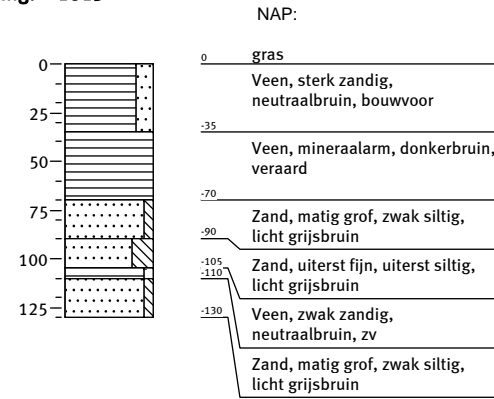 NAP:
0 gras
Veen, sterk zandig,
neutraalbruin, bouwvoor
-35
Veen, mineraalarm, donkerbruin,
veraard
-70
Zand, matig grof, zwak siltig,
licht grijsbruin
-90
Zand, uiterst fijn, uiterst siltig,
licht grijsbruin
-105
-110
Veen, zwak zandig,
neutraalbruin, zv
-130
Zand, matig grof, zwak siltig,
licht grijsbruin
0
25
50
75
100
125